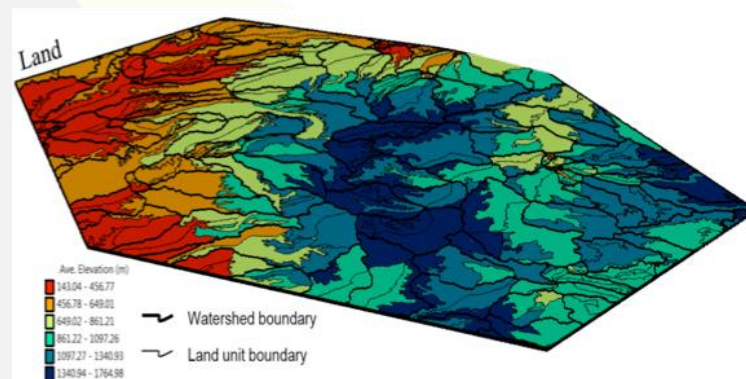 Land
Ave. Elevation (m)
143.04 - 456.77
456.78 - 649.01
649.02 - 861.21
861.22 - 1097.26
1097.27 - 1340.93
1340.94 - 1764.98
Watershed boundary
Land unit boundary